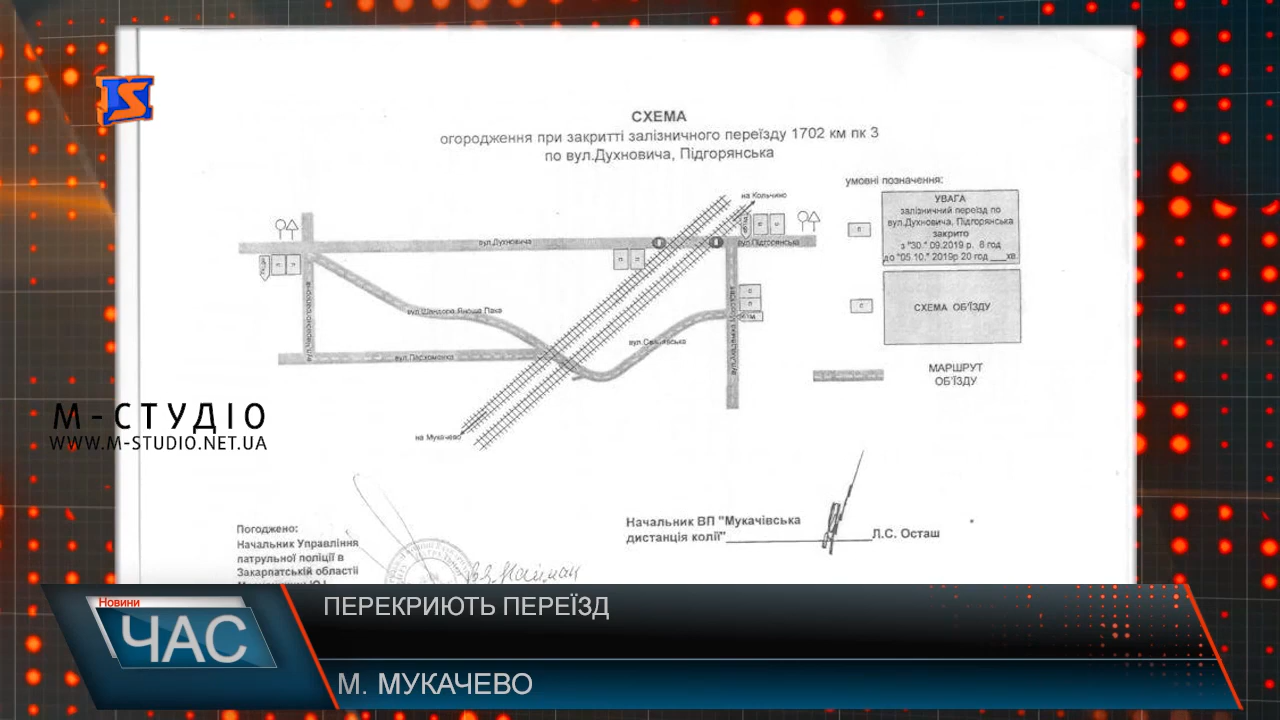 СХЕМА
огородження при закритті залізничного переїзду 1702 км пк 3
по вул.Духновича, Підгорянська
умовні позначення:
на Кольчино
УВАГА
залізничний переїзд по
вул.Духновича, Підгорянська
закрито
з "30." 09.2019 р. 8 год
до "05.10." 2019р 20 год ___хв.
п
вул.Духновича
вул.Підгорянська
СХЕМА ОБ'ЇЗДУ
с
вул.Шандора Яноша Пака
вул.Свалявська
вул.Пархоменка
МАРШРУТ
ОБ'ЇЗДУ
на Мукачево
М-СТУДІО
WWW.M-STUDIO.NET.UA
Погоджено:
Начальник Управління
патрульної поліції в
Закарпатській області
Начальник ВП "Мукачівська
дистанція колії"____________________Л.С. Осташ
Новини
ЧАС
ПЕРЕКРИЮТЬ ПЕРЕЇЗД
М. МУКАЧЕВО